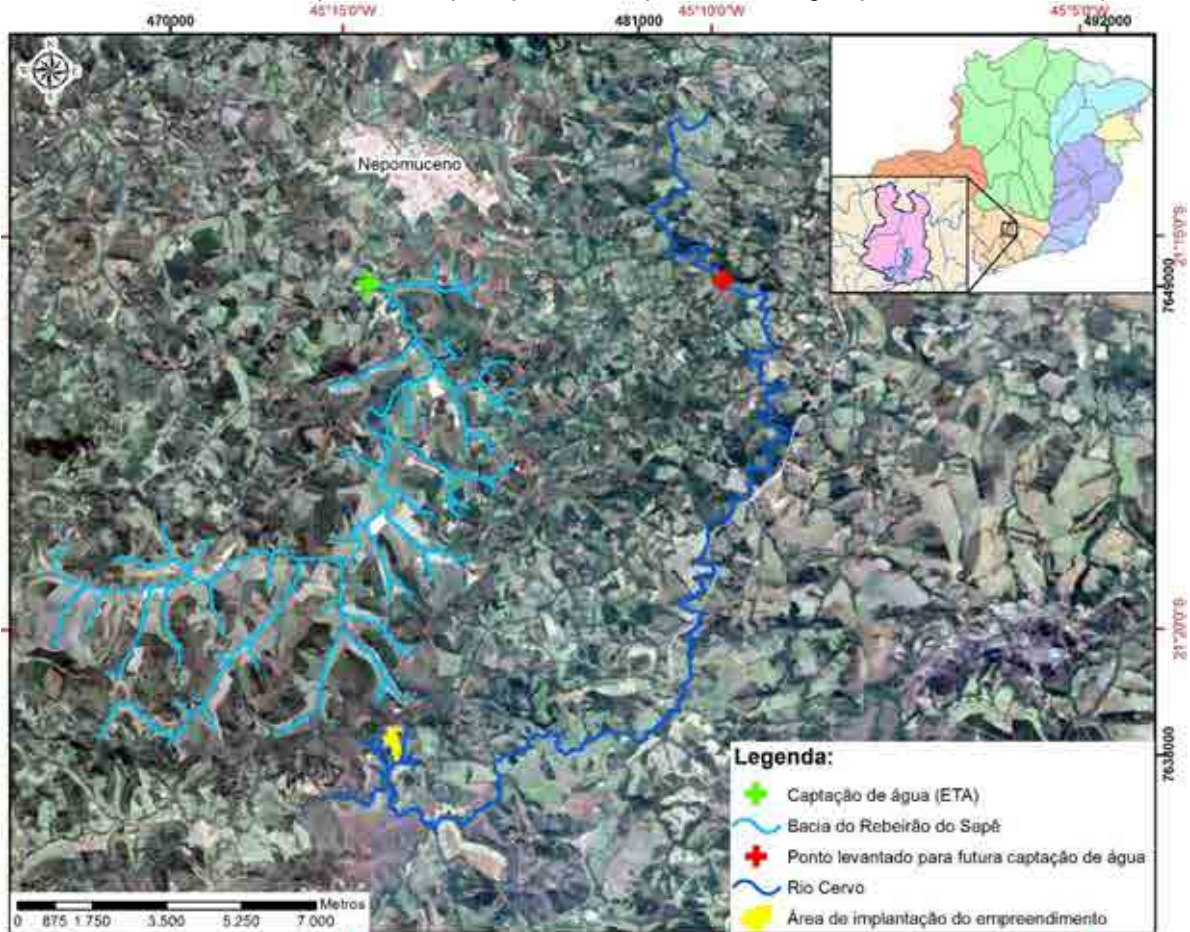 470000
45°15'0"W
481000
45°10'0"W
45°5'0"W
492000
Nepomuceno
21°15'0"S
7649000
21°20'0"S
7638000
Legenda:
Captação de água (ETA)
Bacia do Rebeirão do Sapê
Ponto levantado para futura captação de água
Rio Cervo
Área de implantação do empreendimento
Metros
0 875 1.750 3.500 5.250 7.000